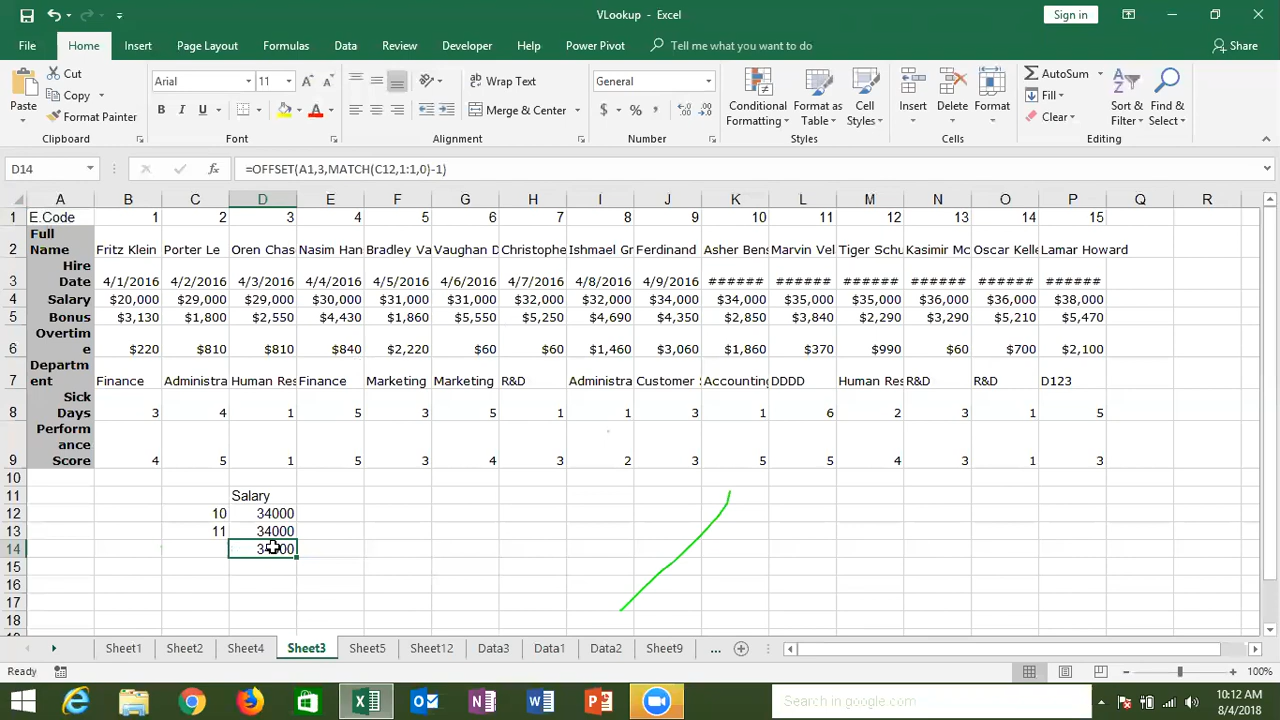 VLookup - Excel
Sign in
File Home Insert Page Layout Formulas Data Review View Developer Help Power Pivot Tell me what you want to do Share
Paste Cut Copy Format Painter Clipboard
Arial 11 B I U A Font
Wrap Text Merge & Center Alignment
General $ % , Number
Conditional Formatting Format as Table Cell Styles Styles
Insert Delete Format Cells
AutoSum Fill Clear Sort & Filter Find & Select Editing
D14 fx =OFFSET(A1,3,MATCH(C12,1:1,0)-1)
A B C D E F G H I J K L M N O P Q R
1 E.Code 1 2 3 4 5 6 7 8 9 10 11 12 13 14 15
2 Full Name Fritz Klein Porter Le Oren Chas Nasim Han Bradley Va Vaughan D Christophe Ishmael Gr Ferdinand Asher Bens Marvin Vel Tiger Schu Kasimir Mc Oscar Kelle Lamar Howard
3 Hire Date 4/1/2016 4/2/2016 4/3/2016 4/4/2016 4/5/2016 4/6/2016 4/7/2016 4/8/2016 4/9/2016 ###### ###### ###### ###### ###### ######
4 Salary $20,000 $29,000 $29,000 $30,000 $31,000 $31,000 $32,000 $32,000 $34,000 $34,000 $35,000 $35,000 $36,000 $36,000 $38,000
5 Bonus $3,130 $1,800 $2,550 $4,430 $1,860 $5,550 $5,250 $4,690 $4,350 $2,850 $3,840 $2,290 $3,290 $5,210 $5,470
6 Overtime $220 $810 $810 $840 $2,220 $60 $60 $1,460 $3,060 $1,860 $370 $990 $60 $700 $2,100
7 Department Finance Administra Human Res Finance Marketing Marketing R&D Administra Customer Accounting DDDD Human Res R&D R&D D123
8 Sick Days 3 4 1 5 3 5 1 1 3 1 6 2 3 1 5
9 Performance Score 4 5 1 5 3 4 3 2 3 5 5 4 3 1 3
10
11 Salary
12 10 34000
13 11 34000
14
15
16
17
18
Sheet1 Sheet2 Sheet4 Sheet3 Sheet5 Sheet12 Data3 Data1 Data2 Sheet9 ...
Ready 100%
Search in google.com
10:12 AM
8/4/2018